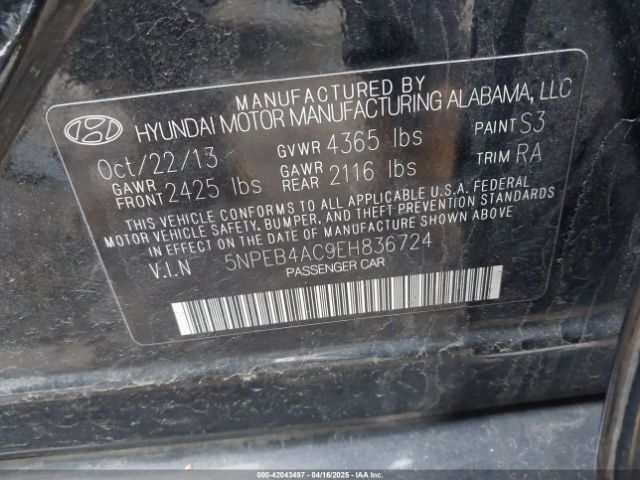 MANUFACTURED BY
HYUNDAI MOTOR MANUFACTURING ALABAMA, LLC
Oct/22/13 GVWR 4365 lbs PAINT S3
GAWR FRONT 2425 lbs GAWR REAR 2116 lbs TRIM RA
THIS VEHICLE CONFORMS TO ALL APPLICABLE U.S.A. FEDERAL
MOTOR VEHICLE SAFETY, BUMPER, AND THEFT PREVENTION STANDARDS
IN EFFECT ON THE DATE OF MANUFACTURE SHOWN ABOVE.
V.I.N 5NPEB4AC9EH836724
PASSENGER CAR
000-42043497 - 04/16/2025 - IAA, Inc.